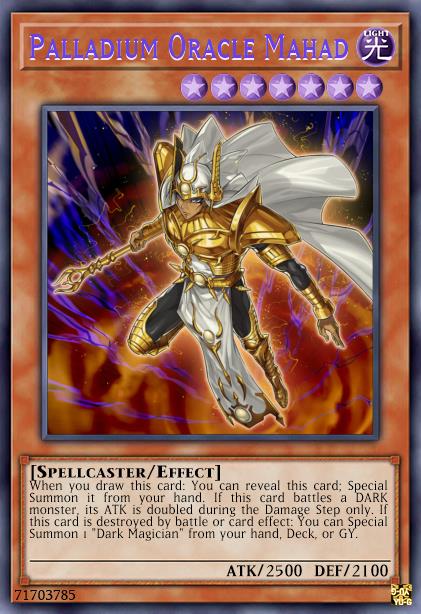 Palladium Oracle Mahad
LIGHT
光
[Spellcaster/Effect]
When you draw this card: You can reveal this card; Special
Summon it from your hand. If this card battles a DARK
monster, its ATK is doubled during the Damage Step only. If
this card is destroyed by battle or card effect: You can Special
Summon 1 "Dark Magician" from your hand, Deck, or GY.
ATK/2500 DEF/2100
71703785